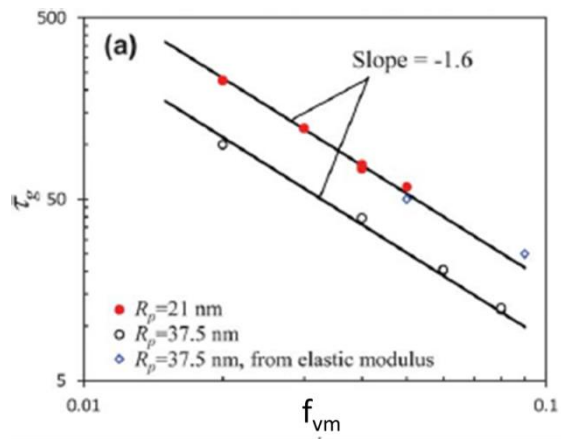 500
(a)
Slope = -1.6
τ̄g 50
Rp=21 nm
Rp=37.5 nm
Rp=37.5 nm, from elastic modulus
5
0.01 0.1
fvm